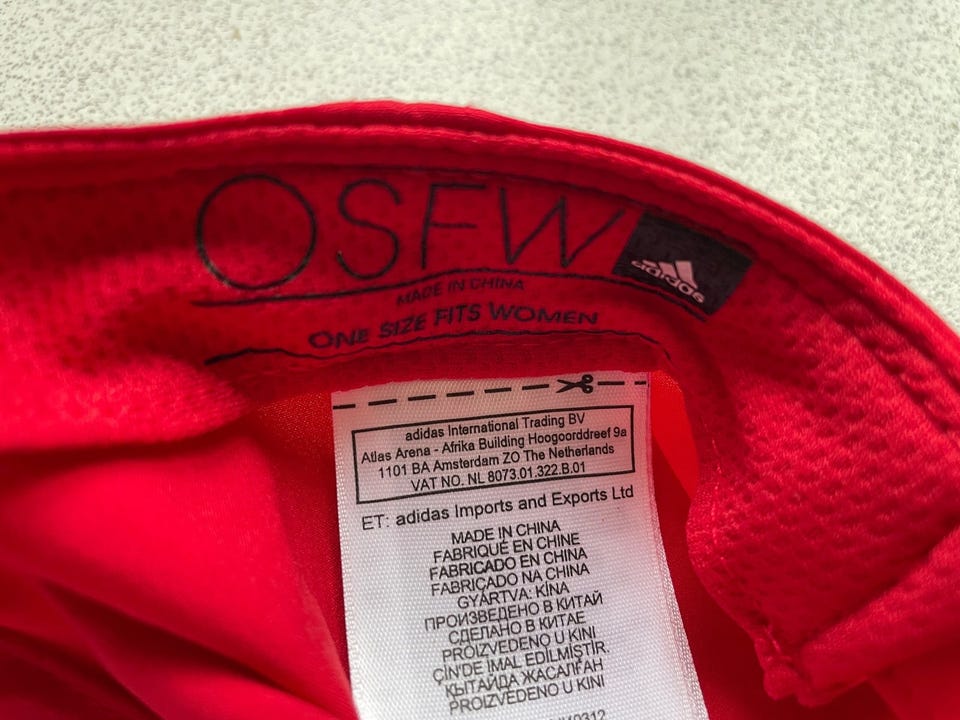 OSFW
adidas
MADE IN CHINA
ONE SIZE FITS WOMEN
adidas International Trading BV
Atlas Arena - Afrika Building Hoogoorddreef 9a
1101 BA Amsterdam ZO The Netherlands
VAT NO. NL 8073.01.322.B.01
ET: adidas Imports and Exports Ltd
MADE IN CHINA
FABRIQUÉ EN CHINE
FABRICADO EN CHINA
FABRICADO NA CHINA
GYÁRTVA: KÍNA
ПРОИЗВЕДЕНО В КИТАЙ
СДЕЛАНО В КИТАЕ
PROIZVEDENO U KINI
ÇİN'DE İMAL EDİLMİŞTİR.
ҚЫТАЙДА ЖАСАЛҒАН
PROIZVEDENO U KINI